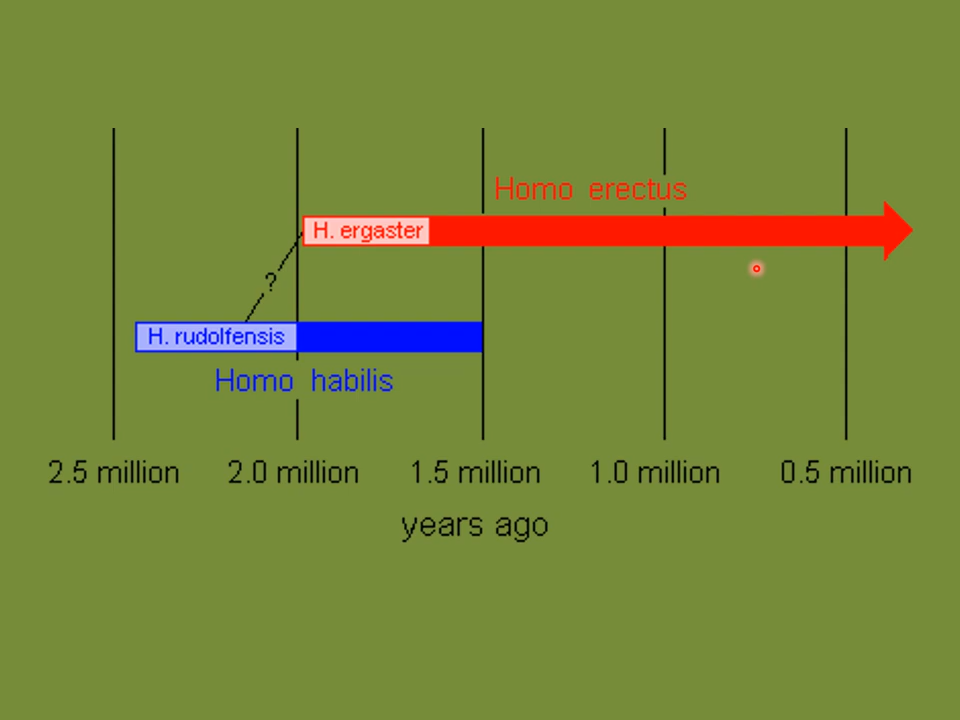 Homo erectus
H. ergaster
?
H. rudolfensis
Homo habilis
2.5 million 2.0 million 1.5 million 1.0 million 0.5 million
years ago